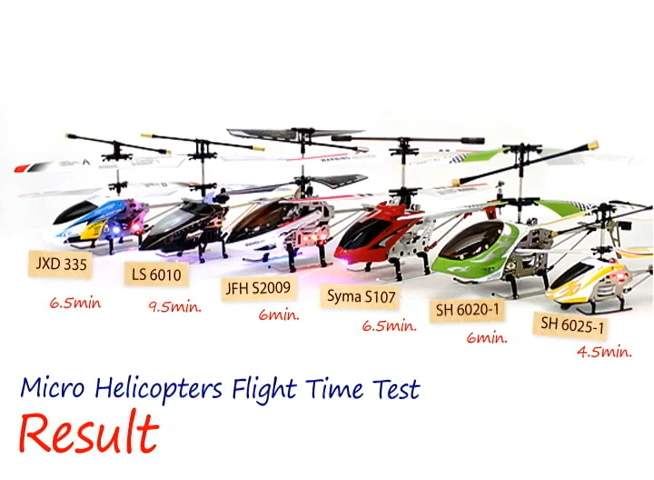 JXD 335
6.5min
LS 6010
9.5min.
JFH S2009
6min.
Syma S107
6.5min.
SH 6020-1
6min.
SH 6025-1
4.5min.
Micro Helicopters Flight Time Test
Result